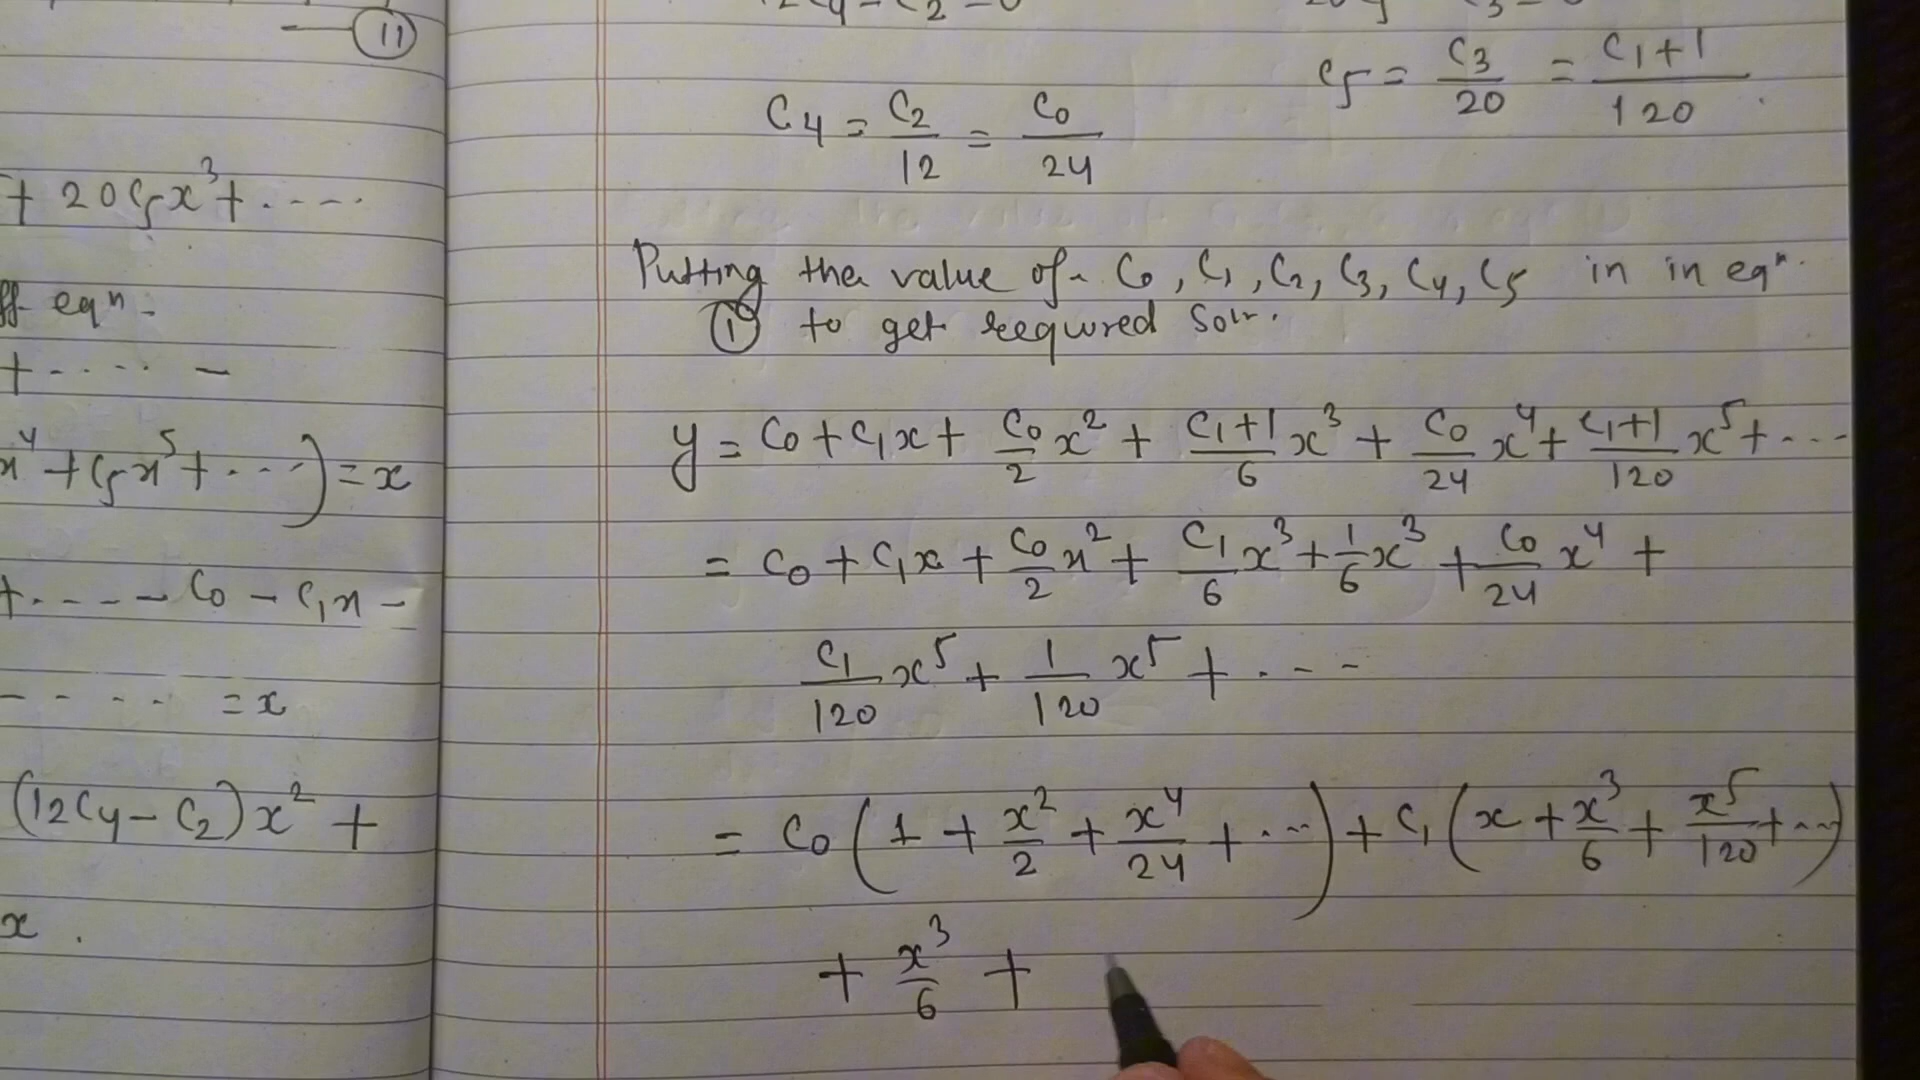 — (11)
+ 20C5x³ + ....
eqⁿ.
+ .... –
x⁴ + C5x⁵ + ...) = x
+ .... – C0 – C1x –
– .... = x
(12C4 – C2)x² +
x.
C5 = C3/20 = (C1+1)/120
C4 = C2/12 = C0/24
Putting the value of C0, C1, C2, C3, C4, C5 in in eqⁿ.
(1) to get required Solⁿ.
y = C0 + C1x + C0/2 x² + (C1+1)/6 x³ + C0/24 x⁴ + (C1+1)/120 x⁵ + ...
= C0 + C1x + C0/2 x² + C1/6 x³ + 1/6 x³ + C0/24 x⁴ +
C1/120 x⁵ + 1/120 x⁵ + ....
= C0 (1 + x²/2 + x⁴/24 + ...) + C1 (x + x³/6 + x⁵/120 + ...)
+ x³/6 +